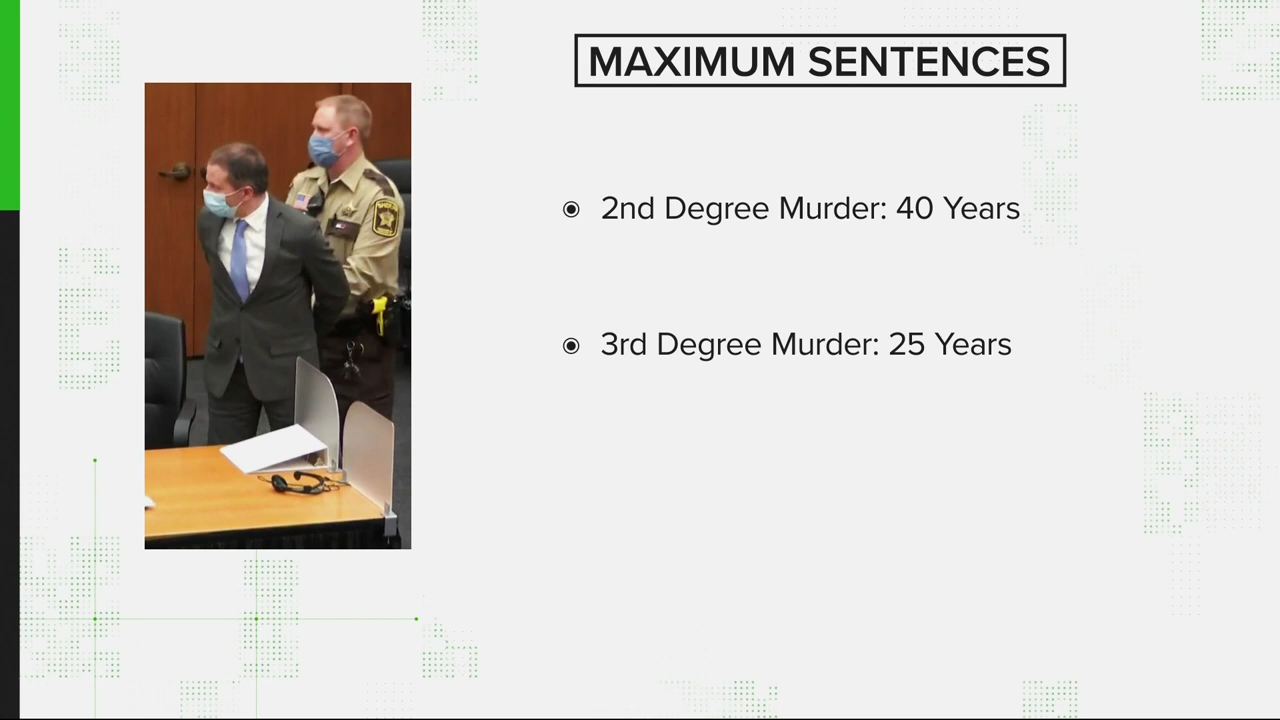 MAXIMUM SENTENCES
2nd Degree Murder: 40 Years
3rd Degree Murder: 25 Years